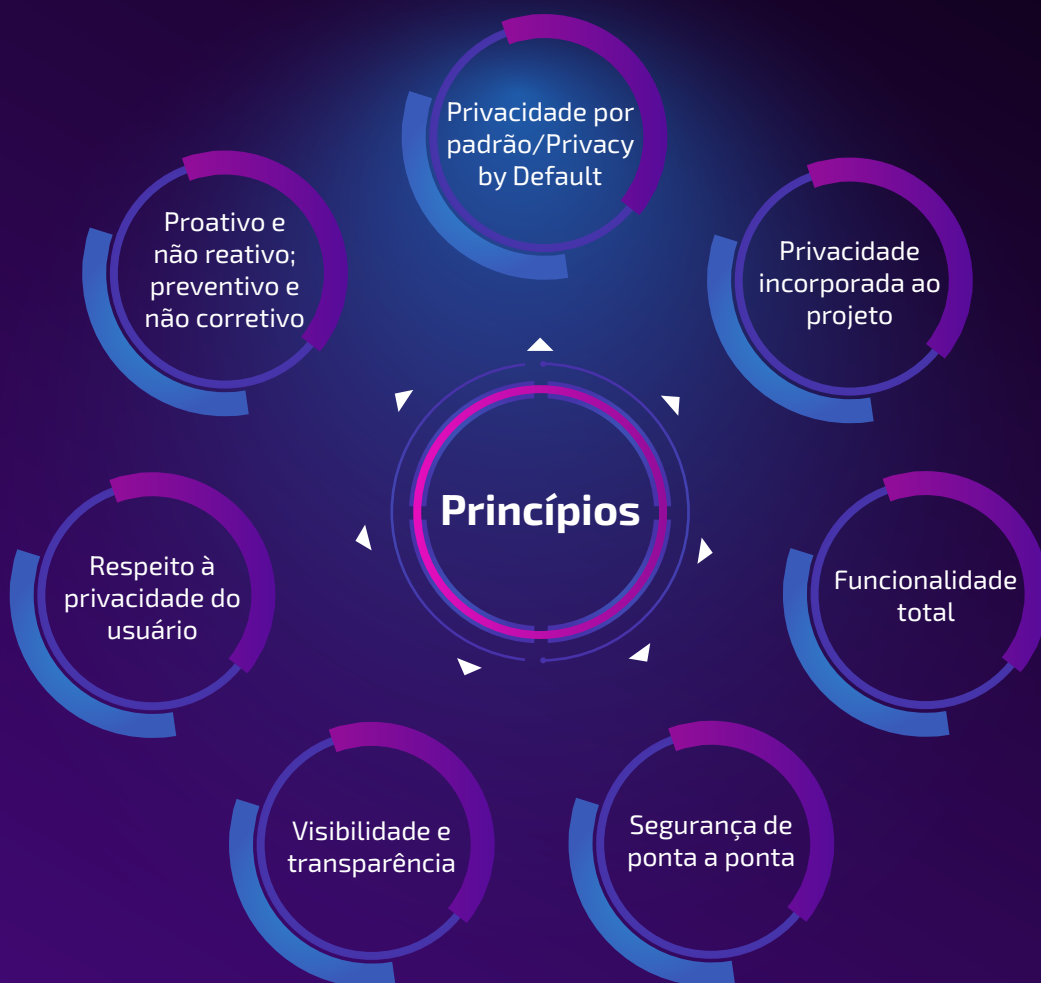 Privacidade por
padrão/Privacy
by Default
Proativo e
não reativo;
preventivo e
não corretivo
Privacidade
incorporada ao
projeto
Princípios
Respeito à
privacidade do
usuário
Funcionalidade
total
Visibilidade e
transparência
Segurança de
ponta a ponta